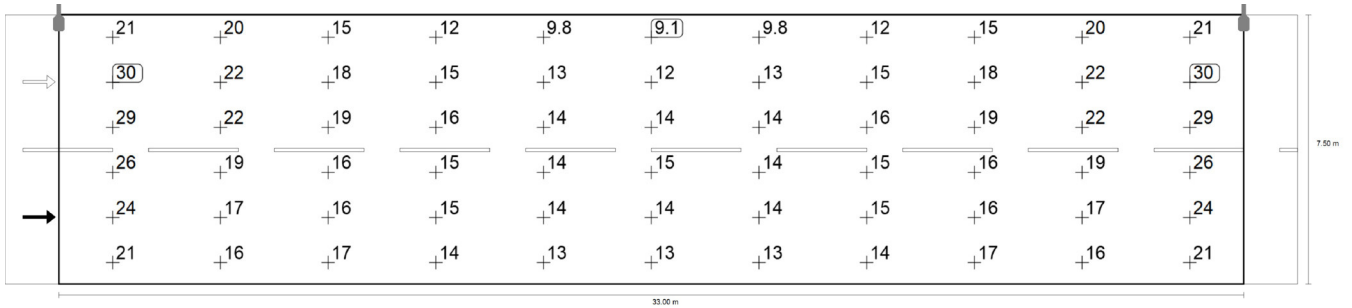 21 20 15 12 9.8 9.1 9.8 12 15 20 21
30 22 18 15 13 12 13 15 18 22 30
29 22 19 16 14 14 14 16 19 22 29
7.50 m
26 19 16 15 14 15 14 15 16 19 26
24 17 16 15 14 14 14 15 16 17 24
21 16 17 14 13 13 13 14 17 16 21
33.00 m